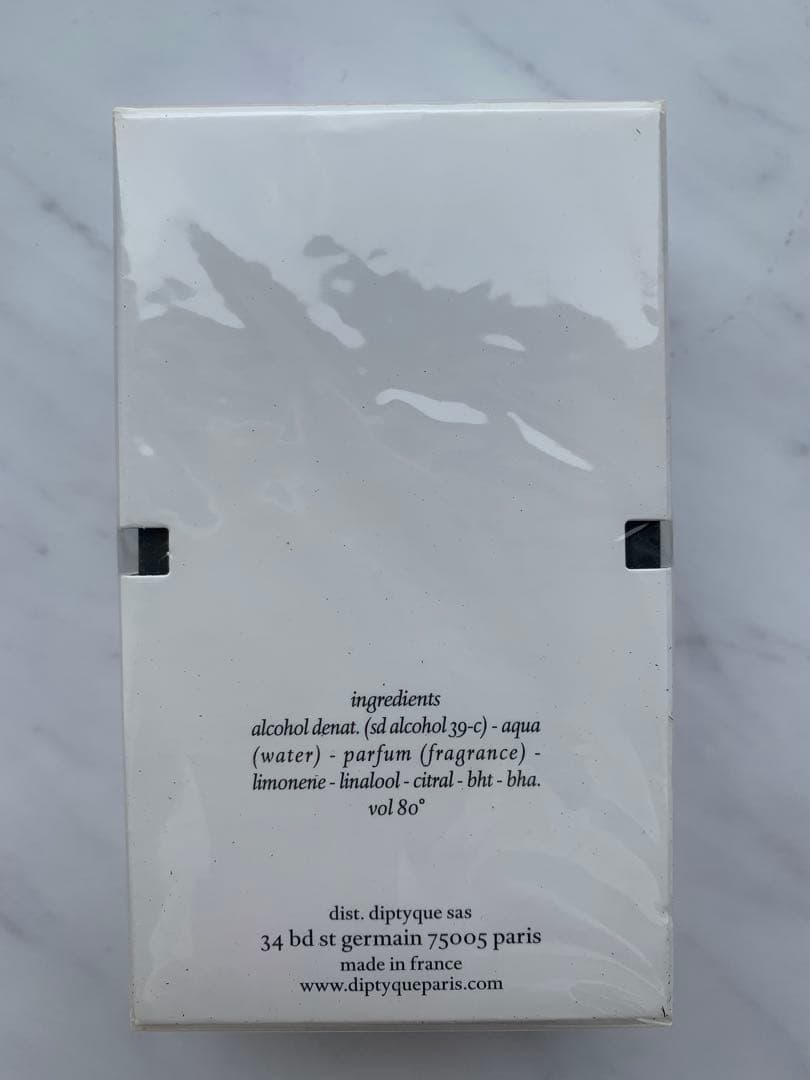 ingredients
alcohol denat. (sd alcohol 39-c) - aqua
(water) - parfum (fragrance) -
limonene - linalool - citral - bht - bha.
vol 80°
dist. diptyque sas
34 bd st germain 75005 paris
made in france
www.diptyqueparis.com